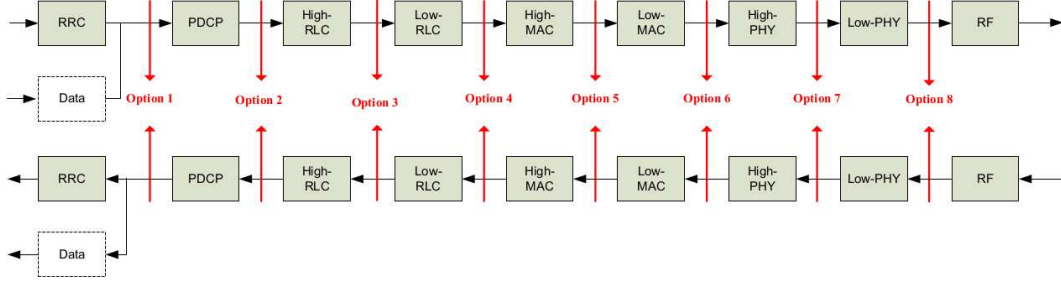 RRC
PDCP
High-
RLC
Low-
RLC
High-
MAC
Low-
MAC
High-
PHY
Low-PHY
RF
Data
Option 1
Option 2
Option 3
Option 4
Option 5
Option 6
Option 7
Option 8
RRC
PDCP
High-
RLC
Low-
RLC
High-
MAC
Low-
MAC
High-
PHY
Low-PHY
RF
Data